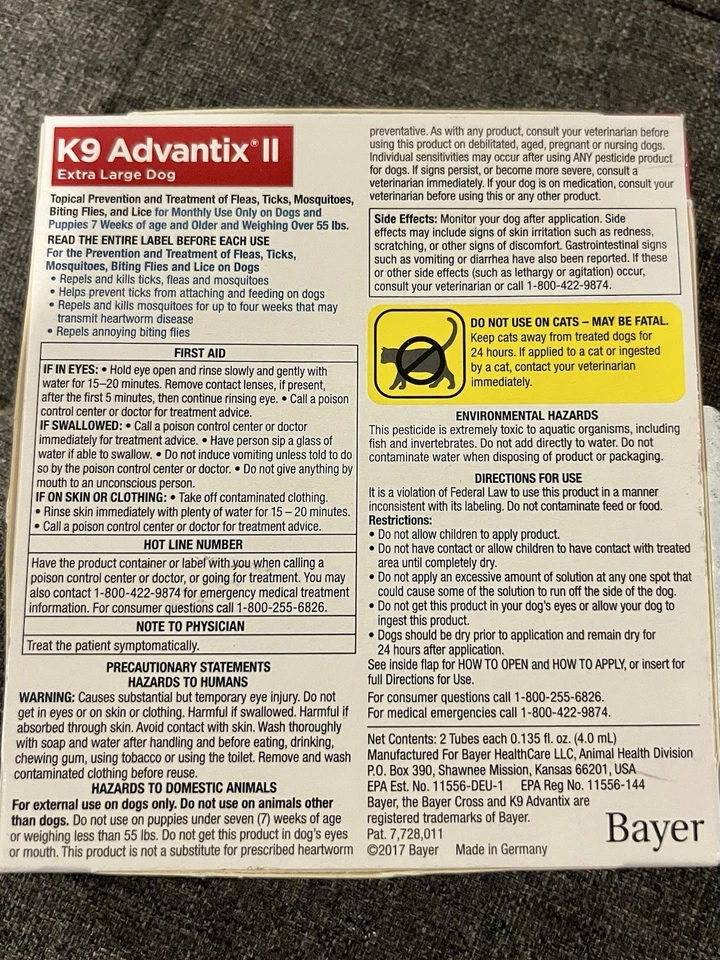 K9 Advantix® II
Extra Large Dog
Topical Prevention and Treatment of Fleas, Ticks, Mosquitoes,
Biting Flies, and Lice for Monthly Use Only on Dogs and
Puppies 7 Weeks of age and Older and Weighing Over 55 lbs.
READ THE ENTIRE LABEL BEFORE EACH USE
For the Prevention and Treatment of Fleas, Ticks,
Mosquitoes, Biting Flies and Lice on Dogs
• Repels and kills ticks, fleas and mosquitoes
• Helps prevent ticks from attaching and feeding on dogs
• Repels and kills mosquitoes for up to four weeks that may
transmit heartworm disease
• Repels annoying biting flies
FIRST AID
IF IN EYES: • Hold eye open and rinse slowly and gently with
water for 15–20 minutes. Remove contact lenses, if present,
after the first 5 minutes, then continue rinsing eye. • Call a poison
control center or doctor for treatment advice.
IF SWALLOWED: • Call a poison control center or doctor
immediately for treatment advice. • Have person sip a glass of
water if able to swallow. • Do not induce vomiting unless told to do
so by the poison control center or doctor. • Do not give anything by
mouth to an unconscious person.
IF ON SKIN OR CLOTHING: • Take off contaminated clothing.
• Rinse skin immediately with plenty of water for 15 – 20 minutes.
• Call a poison control center or doctor for treatment advice.
HOT LINE NUMBER
Have the product container or label with you when calling a
poison control center or doctor, or going for treatment. You may
also contact 1-800-422-9874 for emergency medical treatment
information. For consumer questions call 1-800-255-6826.
NOTE TO PHYSICIAN
Treat the patient symptomatically.
PRECAUTIONARY STATEMENTS
HAZARDS TO HUMANS
WARNING: Causes substantial but temporary eye injury. Do not
get in eyes or on skin or clothing. Harmful if swallowed. Harmful if
absorbed through skin. Avoid contact with skin. Wash thoroughly
with soap and water after handling and before eating, drinking,
chewing gum, using tobacco or using the toilet. Remove and wash
contaminated clothing before reuse.
HAZARDS TO DOMESTIC ANIMALS
For external use on dogs only. Do not use on animals other
than dogs. Do not use on puppies under seven (7) weeks of age
or weighing less than 55 lbs. Do not get this product in dog's eyes
or mouth. This product is not a substitute for prescribed heartworm
preventative. As with any product, consult your veterinarian before
using this product on debilitated, aged, pregnant or nursing dogs.
Individual sensitivities may occur after using ANY pesticide product
for dogs. If signs persist, or become more severe, consult a
veterinarian immediately. If your dog is on medication, consult your
veterinarian before using this or any other product.
Side Effects: Monitor your dog after application. Side
effects may include signs of skin irritation such as redness,
scratching, or other signs of discomfort. Gastrointestinal signs
such as vomiting or diarrhea have also been reported. If these
or other side effects (such as lethargy or agitation) occur,
consult your veterinarian or call 1-800-422-9874.
DO NOT USE ON CATS – MAY BE FATAL.
Keep cats away from treated dogs for
24 hours. If applied to a cat or ingested
by a cat, contact your veterinarian
immediately.
ENVIRONMENTAL HAZARDS
This pesticide is extremely toxic to aquatic organisms, including
fish and invertebrates. Do not add directly to water. Do not
contaminate water when disposing of product or packaging.
DIRECTIONS FOR USE
It is a violation of Federal Law to use this product in a manner
inconsistent with its labeling. Do not contaminate feed or food.
Restrictions:
• Do not allow children to apply product.
• Do not have contact or allow children to have contact with treated
area until completely dry.
• Do not apply an excessive amount of solution at any one spot that
could cause some of the solution to run off the side of the dog.
• Do not get this product in your dog's eyes or allow your dog to
ingest this product.
• Dogs should be dry prior to application and remain dry for
24 hours after application.
See inside flap for HOW TO OPEN and HOW TO APPLY, or insert for
full Directions for Use.
For consumer questions call 1-800-255-6826.
For medical emergencies call 1-800-422-9874.
Net Contents: 2 Tubes each 0.135 fl. oz. (4.0 mL)
Manufactured For Bayer HealthCare LLC, Animal Health Division
P.O. Box 390, Shawnee Mission, Kansas 66201, USA
EPA Est. No. 11556-DEU-1 EPA Reg No. 11556-144
Bayer, the Bayer Cross and K9 Advantix are
registered trademarks of Bayer.
Pat. 7,728,011
©2017 Bayer Made in Germany
Bayer